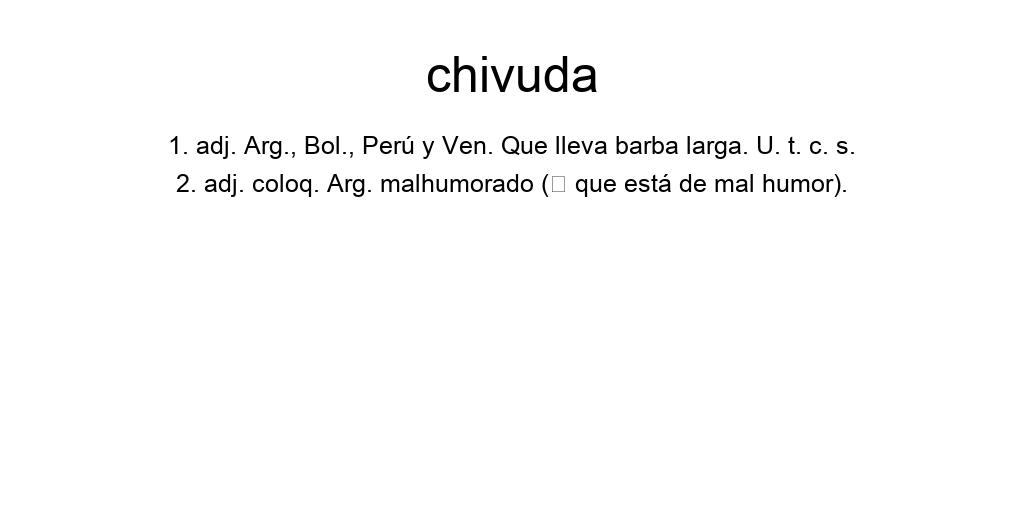 chivuda
1. adj. Arg., Bol., Perú y Ven. Que lleva barba larga. U. t. c. s.
2. adj. coloq. Arg. malhumorado (□ que está de mal humor).